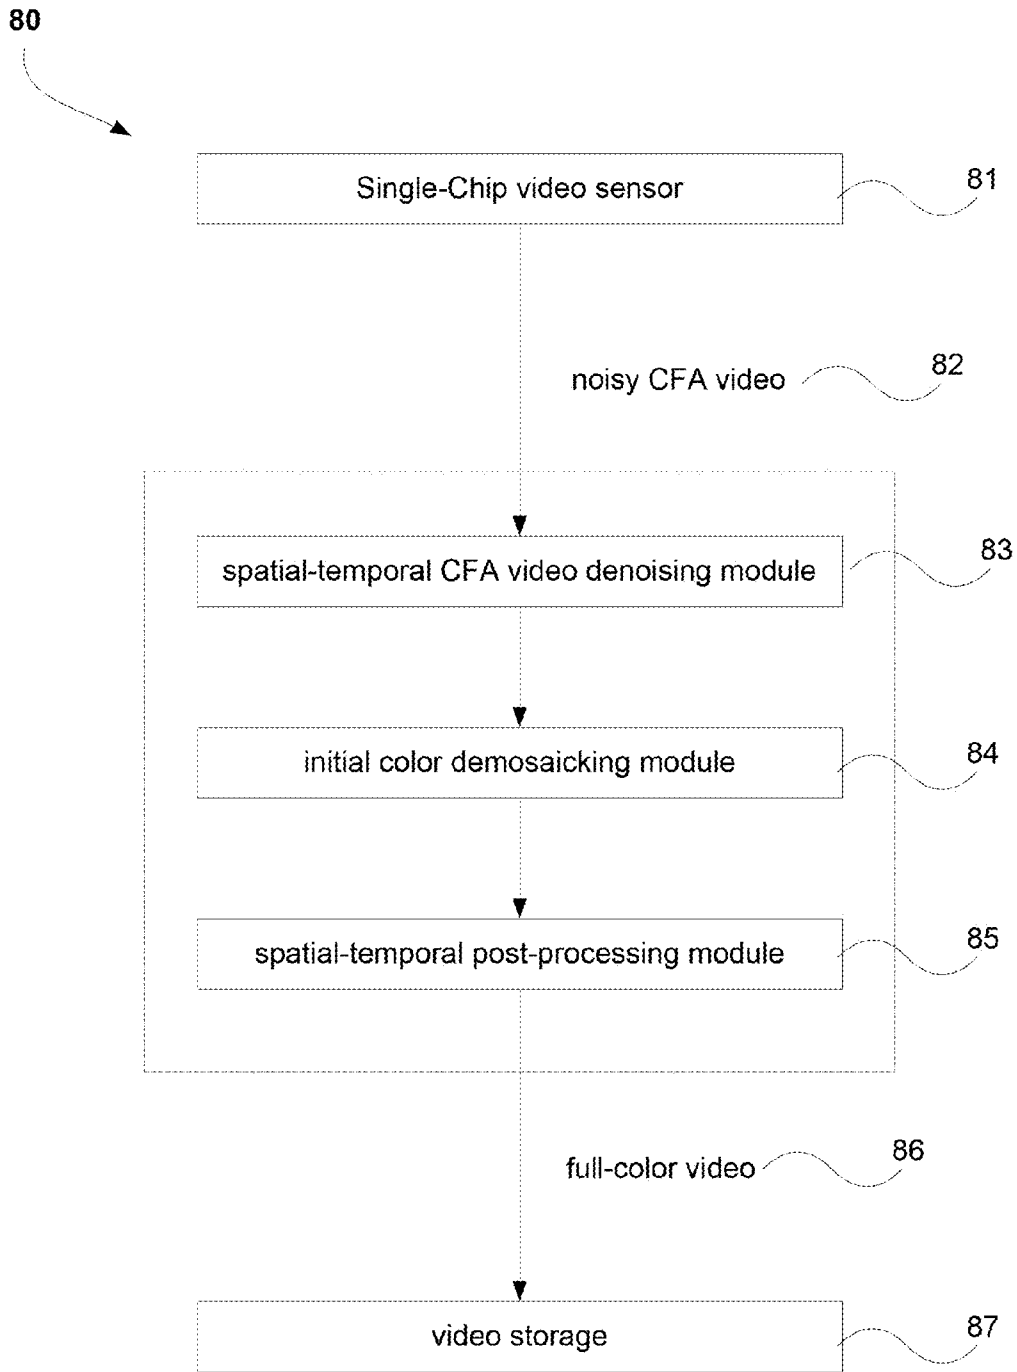 80
Single-Chip video sensor
81
noisy CFA video
82
spatial-temporal CFA video denoising module
83
initial color demosaicking module
84
spatial-temporal post-processing module
85
full-color video
86
video storage
87